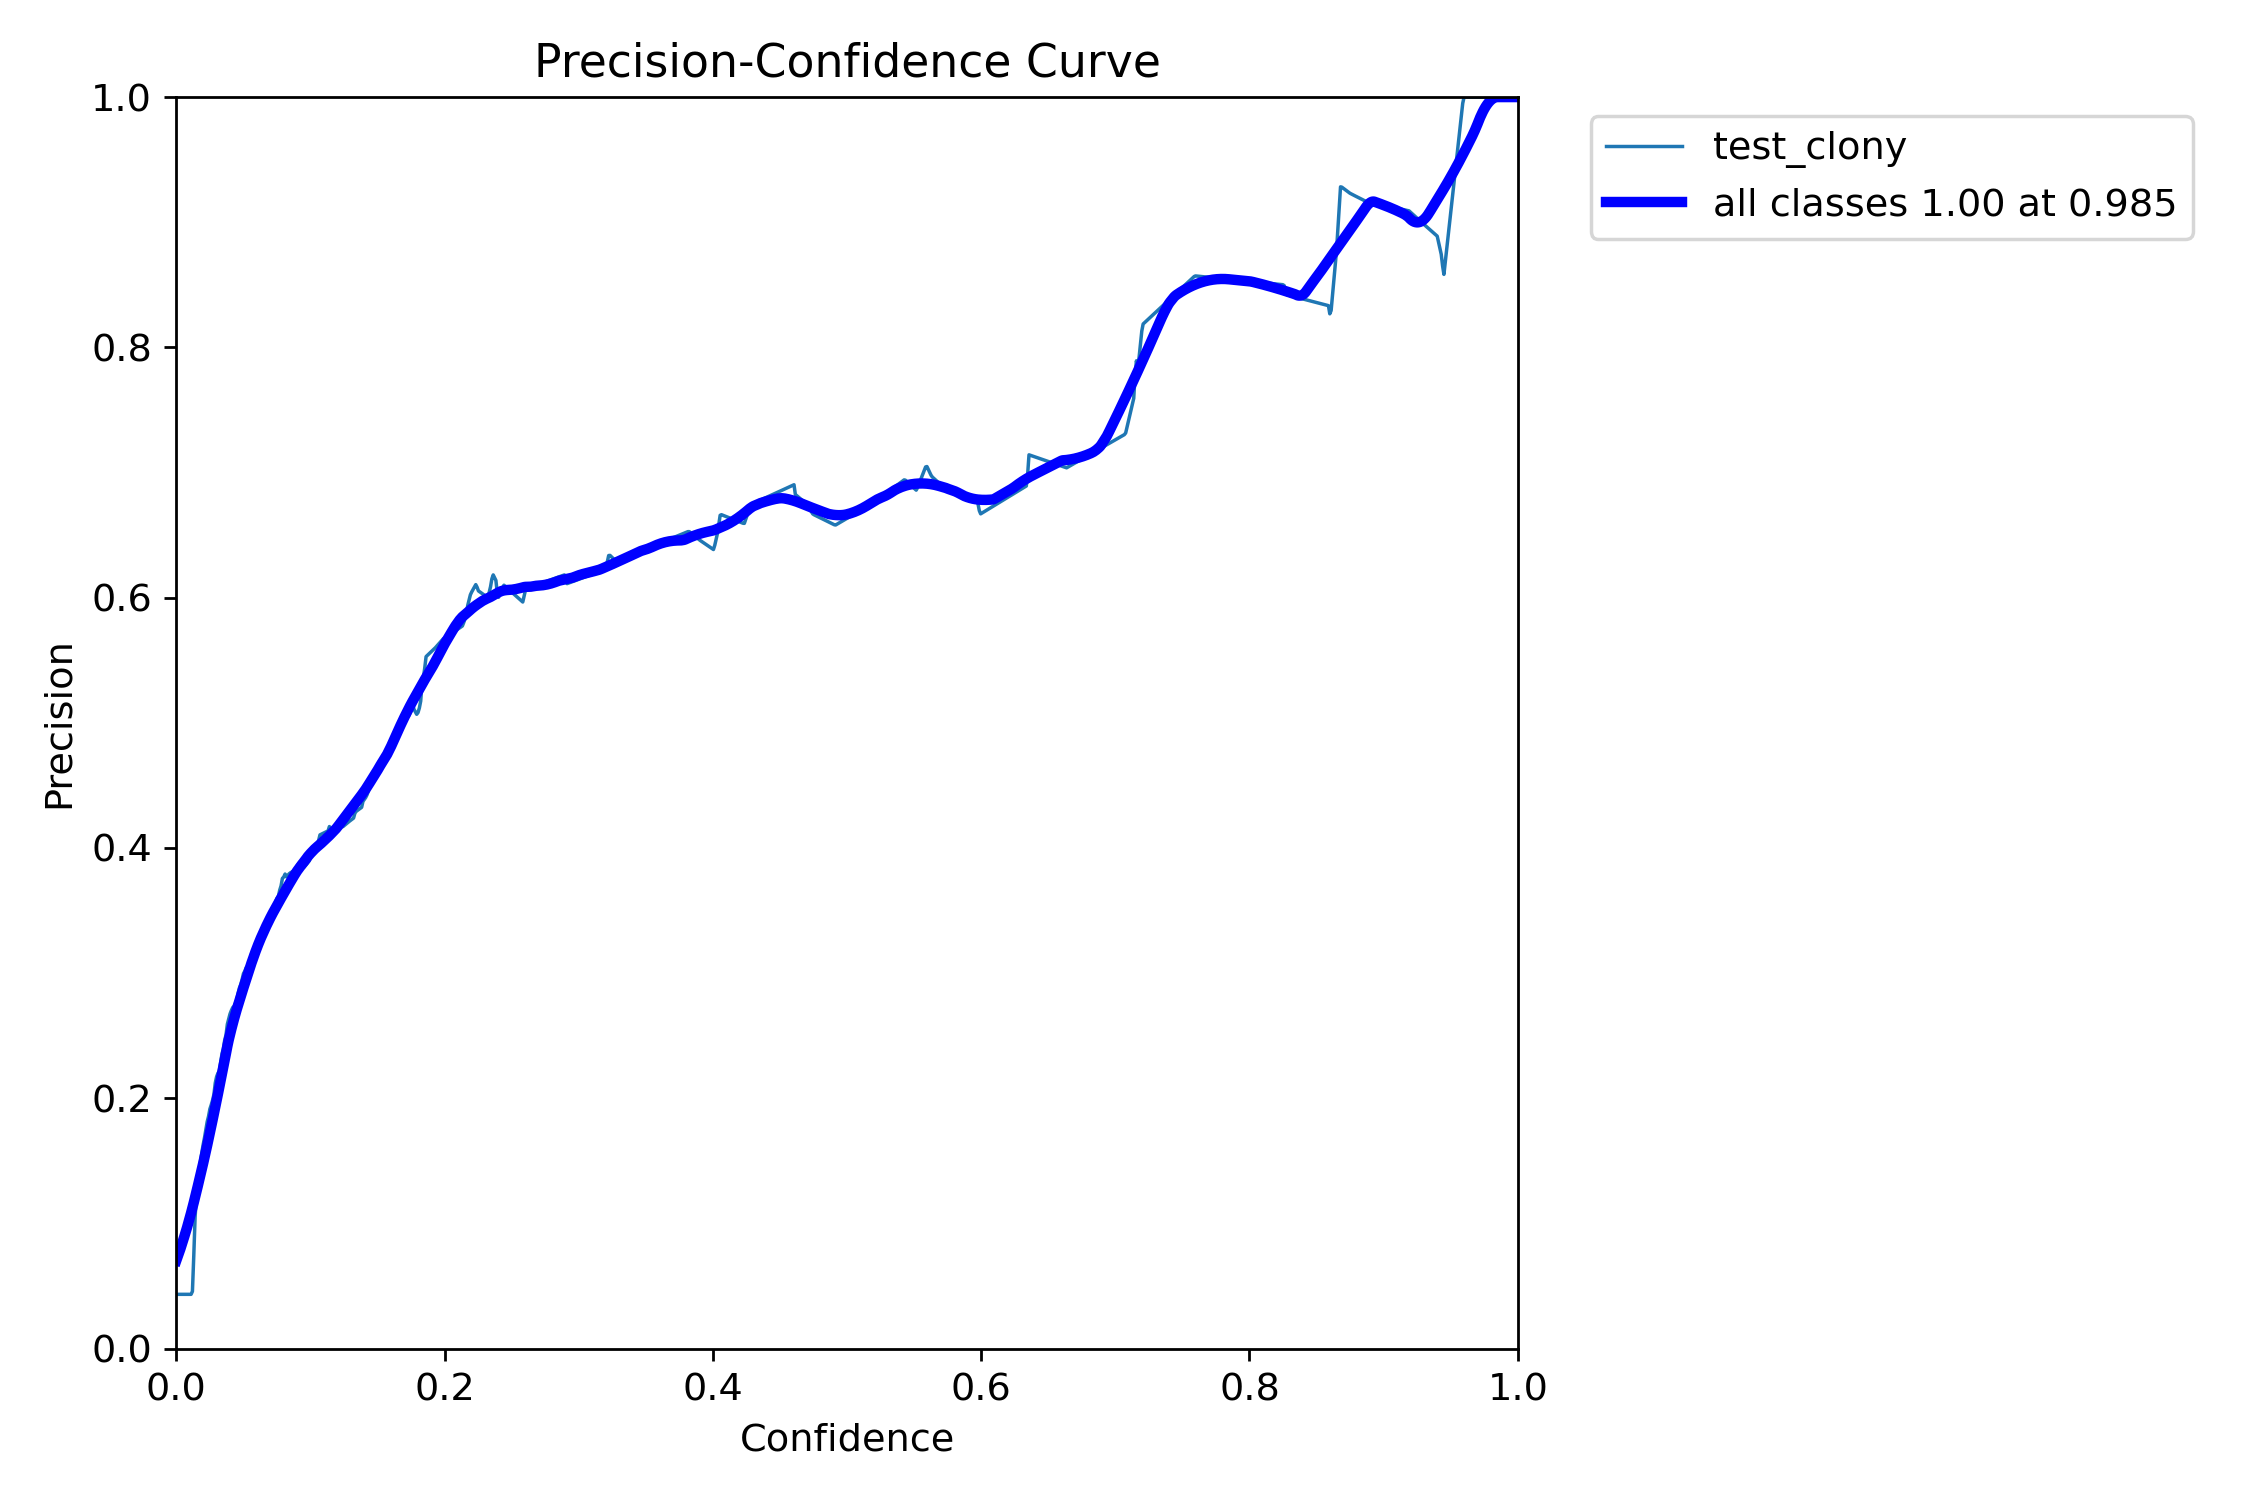 Precision-Confidence Curve
1.0
0.8
0.6
0.4
0.2
0.0
Precision
0.0 0.2 0.4 0.6 0.8 1.0
Confidence
test_clony
all classes 1.00 at 0.985